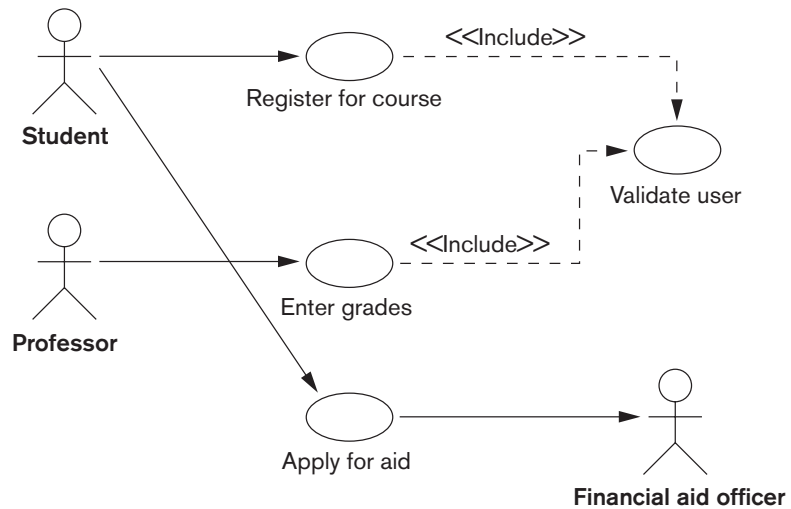 <<Include>>
Register for course
Student
Validate user
<<Include>>
Enter grades
Professor
Apply for aid
Financial aid officer